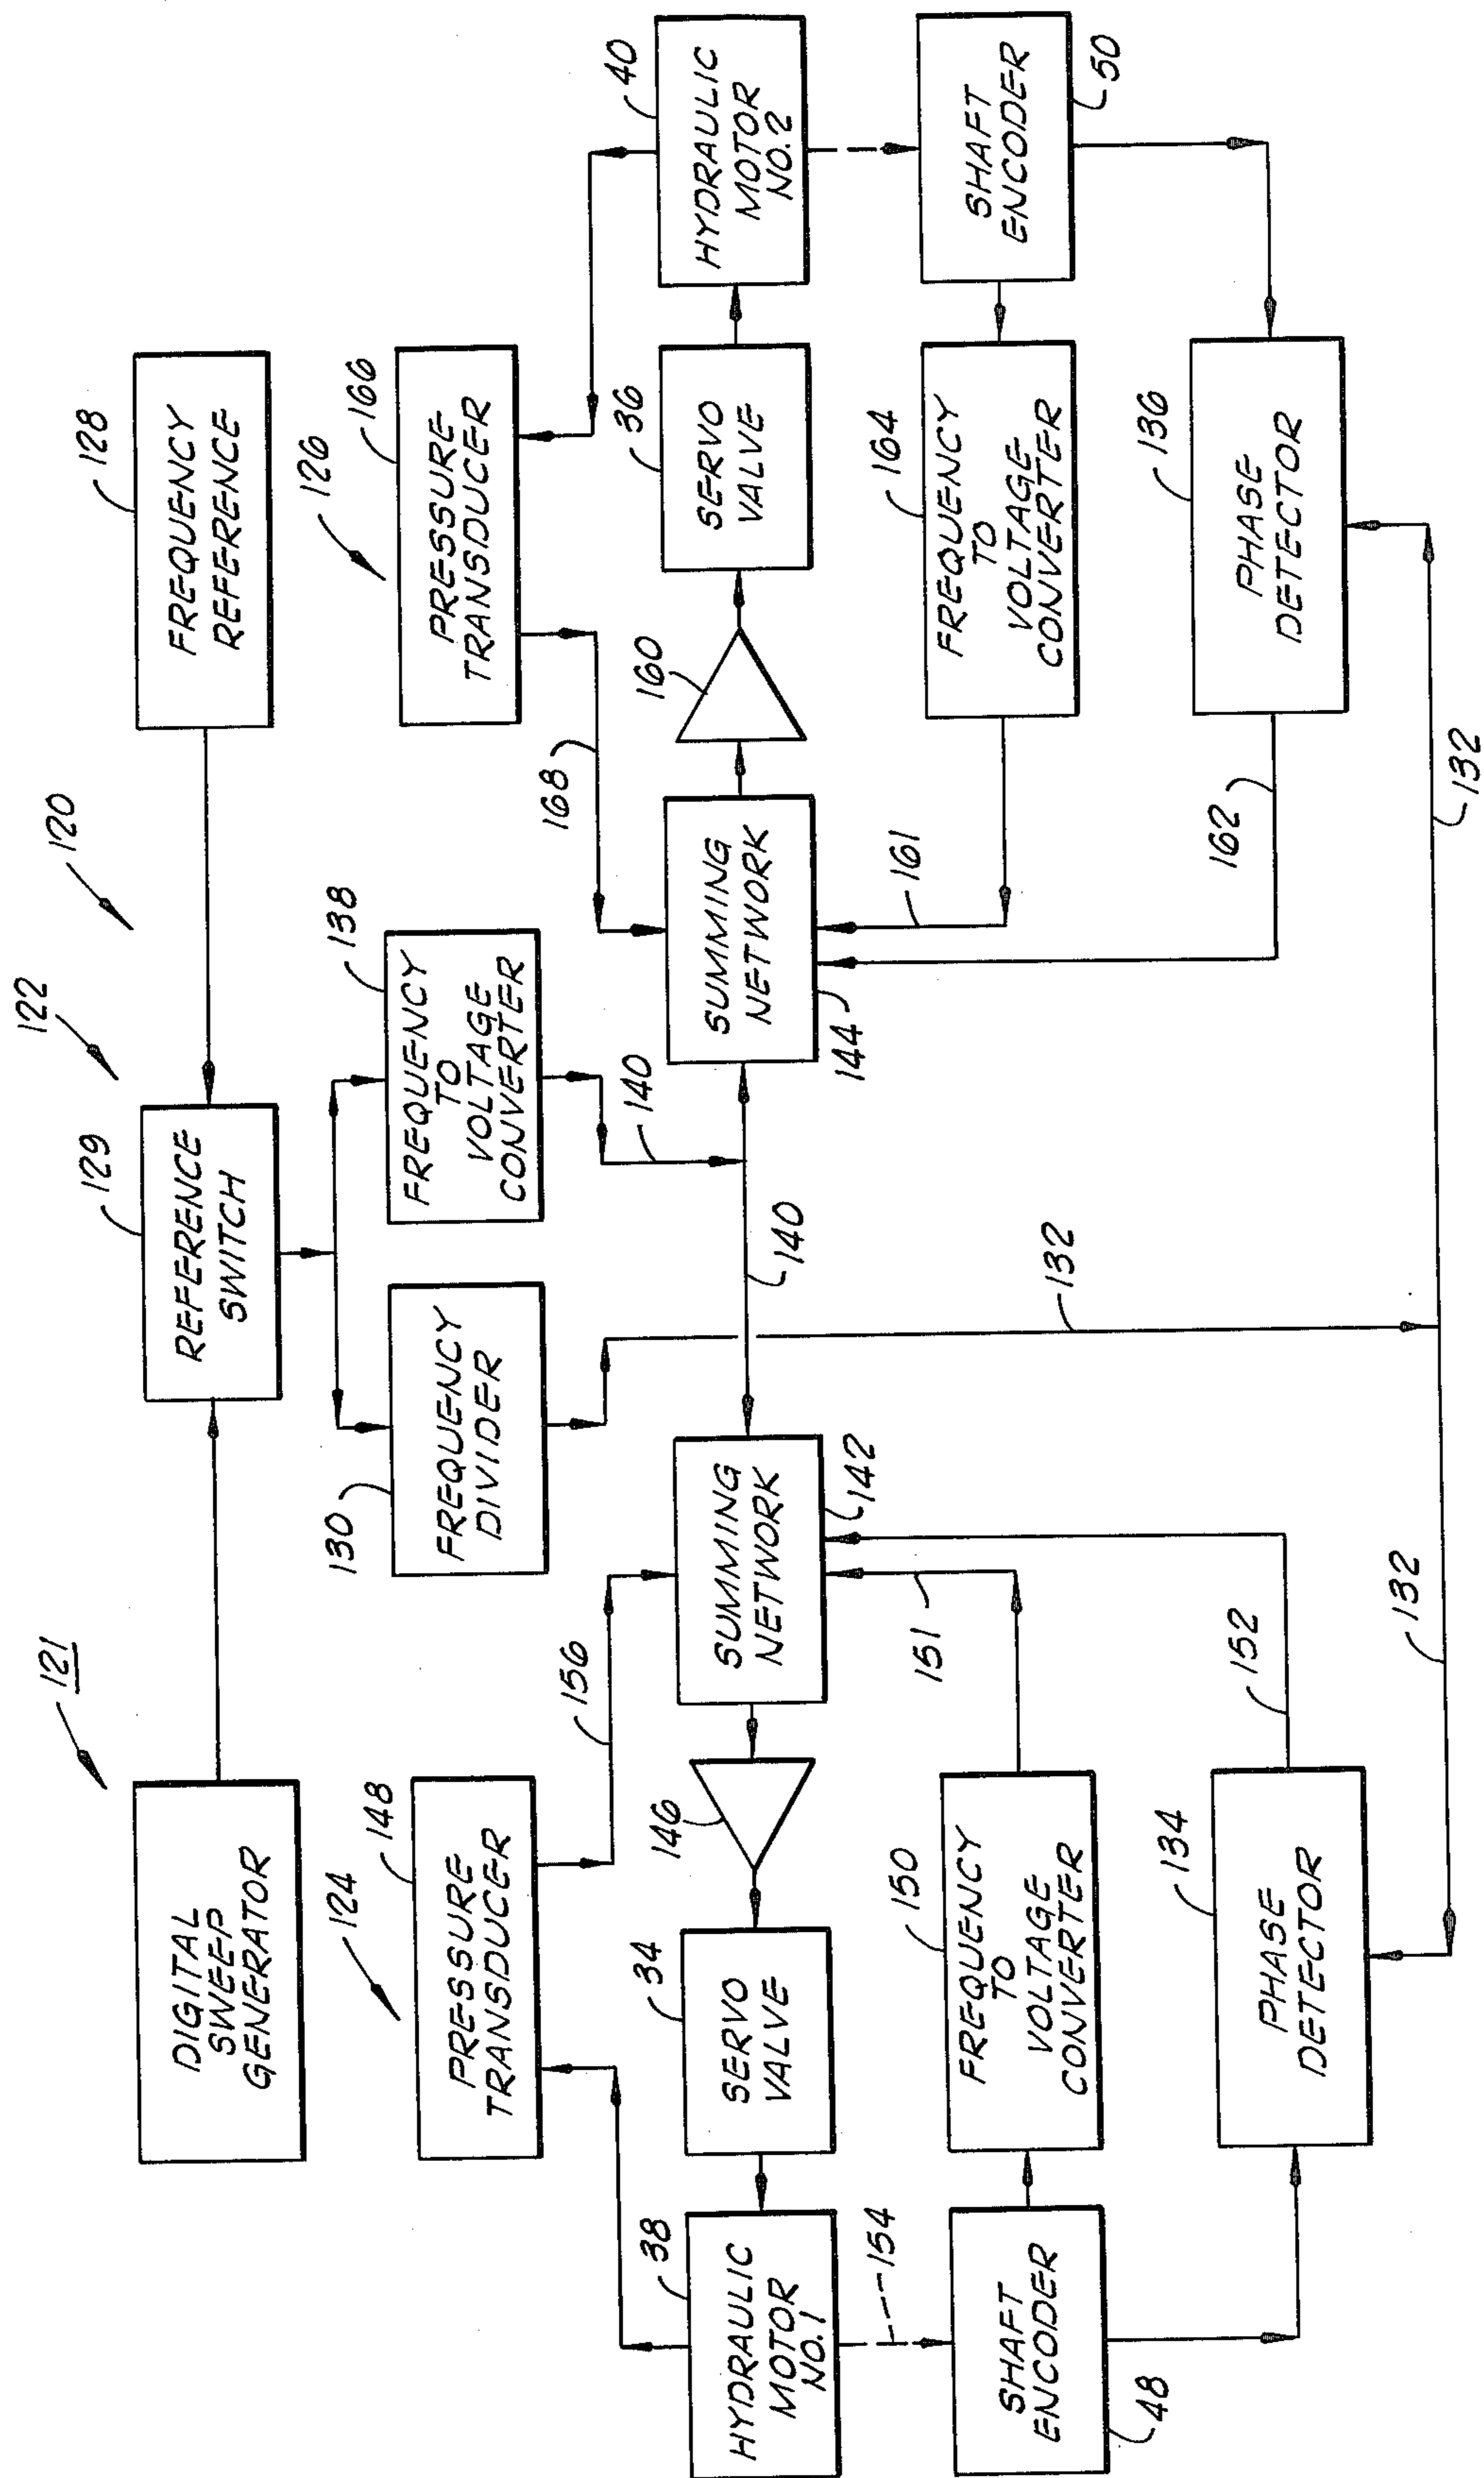 121
DIGITAL
SWEEP
GENERATOR
129
REFERENCE
SWITCH
122
120
128
FREQUENCY
REFERENCE
124
148
PRESSURE
TRANSDUCER
156
130
FREQUENCY
DIVIDER
138
FREQUENCY
TO
VOLTAGE
CONVERTER
140
168
126
166
PRESSURE
TRANSDUCER
38
HYDRAULIC
MOTOR
NO.1
34
SERVO
VALVE
146
SUMMING
NETWORK
142
140
SUMMING
NETWORK
144
160
36
SERVO
VALVE
40
HYDRAULIC
MOTOR
NO.2
154
SHAFT
ENCODER
48
150
FREQUENCY
TO
VOLTAGE
CONVERTER
151
132
161
164
FREQUENCY
TO
VOLTAGE
CONVERTER
SHAFT
ENCODER
50
134
PHASE
DETECTOR
152
162
136
PHASE
DETECTOR
132
132